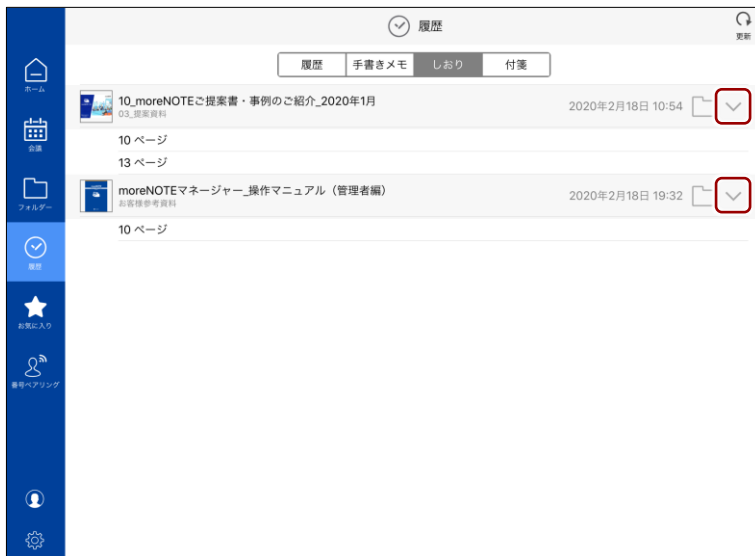 履歴
更新
履歴 手書きメモ しおり 付箋
ホーム
会議
フォルダー
履歴
お気に入り
番号ペアリング
10_moreNOTEご提案書・事例のご紹介_2020年1月
03_提案資料
2020年2月18日 10:54
10 ページ
13 ページ
moreNOTEマネージャー_操作マニュアル（管理者編）
お客様参考資料
2020年2月18日 19:32
10 ページ